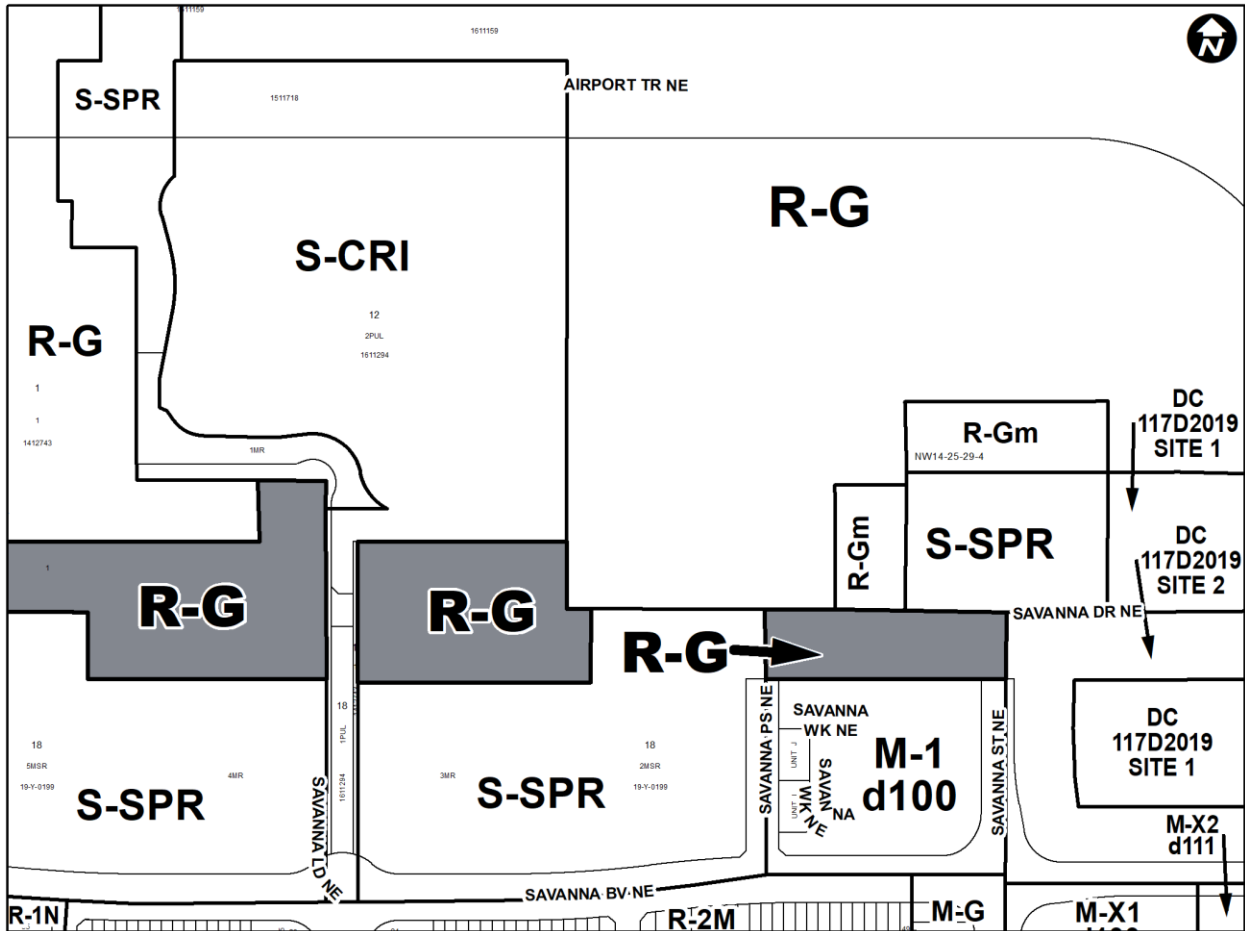 1611159
1611159
N
S-SPR
1511718
AIRPORT TR NE
R-G
S-CRI
12
2PUL
1611294
R-G
1
1
1412743
1MR
DC
117D2019
SITE 1
R-Gm
NW14-25-29-4
R-Gm
S-SPR
DC
117D2019
SITE 2
1
R-G
R-G
R-G
SAVANNA DR NE
18
5MSR
19-Y-0199
4MR
S-SPR
SAVANNA LD NE
18
1PUL
1611294
3MR
18
2MSR
19-Y-0199
S-SPR
SAVANNA PS NE
SAVANNA
WK NE
UNIT J
UNIT I
SAVANNA
WK NE
M-1
d100
SAVANNA ST NE
DC
117D2019
SITE 1
M-X2
d111
SAVANNA BV NE
R-1N
R-2M
M-G
M-X1